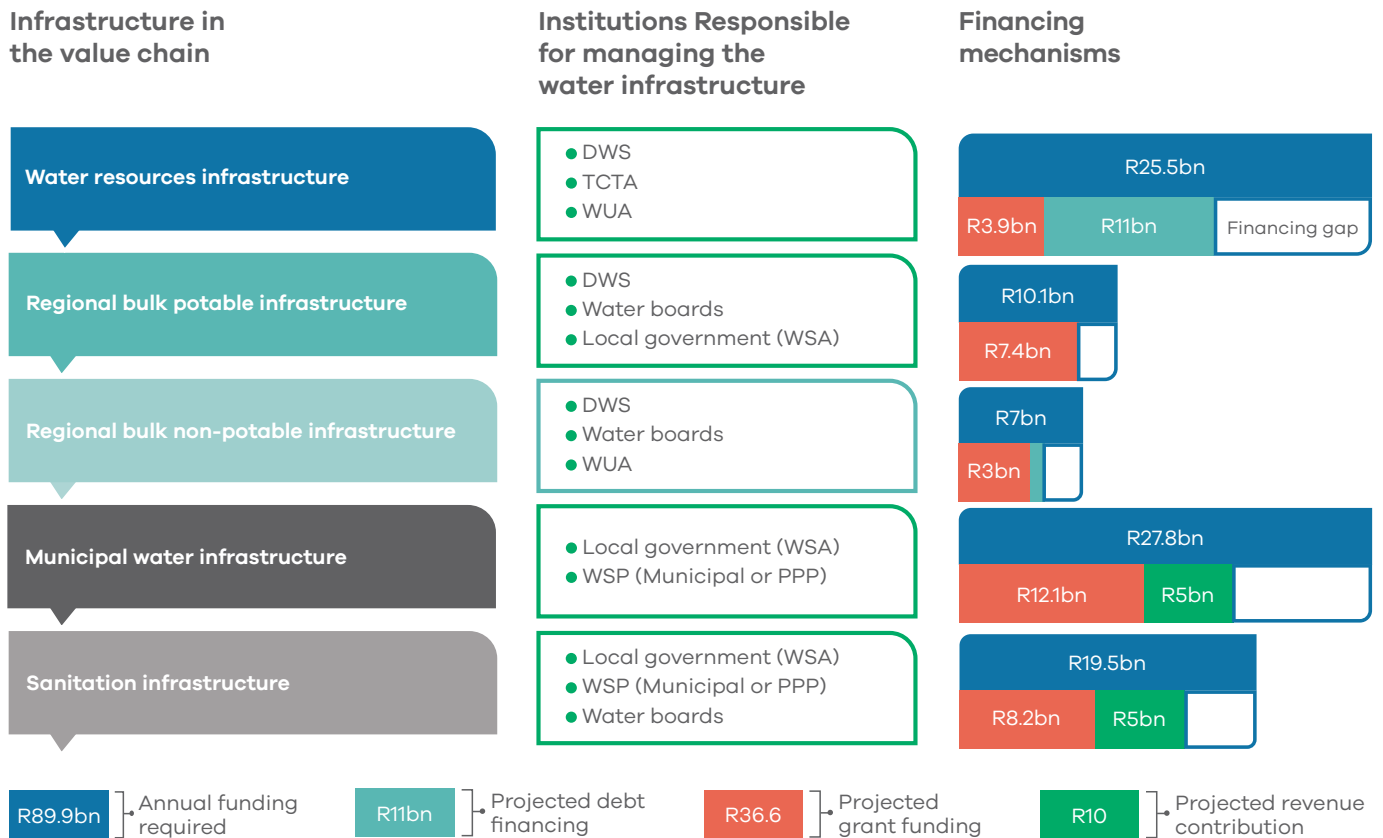 Infrastructure in
the value chain
Institutions Responsible
for managing the
water infrastructure
Financing
mechanisms
Water resources infrastructure
DWS
TCTA
WUA
R25.5bn
R3.9bn
R11bn
Financing gap
Regional bulk potable infrastructure
DWS
Water boards
Local government (WSA)
R10.1bn
R7.4bn
Regional bulk non-potable infrastructure
DWS
Water boards
WUA
R7bn
R3bn
Municipal water infrastructure
Local government (WSA)
WSP (Municipal or PPP)
R27.8bn
R12.1bn
R5bn
Sanitation infrastructure
Local government (WSA)
WSP (Municipal or PPP)
Water boards
R19.5bn
R8.2bn
R5bn
R89.9bn
Annual funding
required
R11bn
Projected debt
financing
R36.6
Projected
grant funding
R10
Projected revenue
contribution